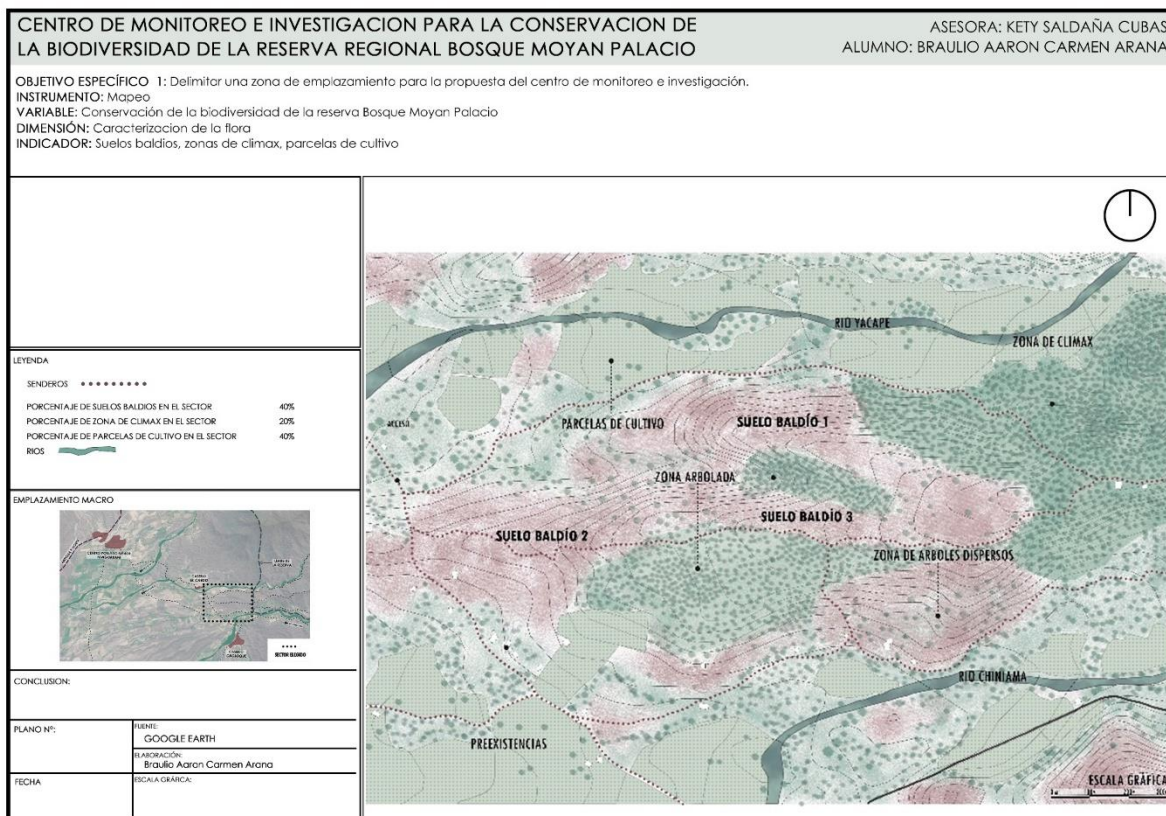 CENTRO DE MONITOREO E INVESTIGACION PARA LA CONSERVACION DE
LA BIODIVERSIDAD DE LA RESERVA REGIONAL BOSQUE MOYAN PALACIO
ASESORA: KETY SALDAÑA CUBAS
ALUMNO: BRAULIO AARON CARMEN ARANA
OBJETIVO ESPECÍFICO 1: Delimitar una zona de emplazamiento para la propuesta del centro de monitoreo e investigación.
INSTRUMENTO: Mapeo
VARIABLE: Conservación de la biodiversidad de la reserva Bosque Moyan Palacio
DIMENSIÓN: Caracterizacion de la flora
INDICADOR: Suelos baldios, zonas de climax, parcelas de cultivo
LEYENDA
SENDEROS
PORCENTAJE DE SUELOS BALDIOS EN EL SECTOR 40%
PORCENTAJE DE ZONA DE CLIMAX EN EL SECTOR 20%
PORCENTAJE DE PARCELAS DE CULTIVO EN EL SECTOR 40%
RIOS
EMPLAZAMIENTO MACRO
CONCLUSION:
PLANO Nº:
FUENTE:
GOOGLE EARTH
ELABORACIÓN:
Braulio Aaron Carmen Arana
FECHA
ESCALA GRÁFICA:
RIO YACAPE
ZONA DE CLIMAX
ACCESO
PARCELAS DE CULTIVO
SUELO BALDÍO 1
ZONA ARBOLADA
SUELO BALDÍO 2
SUELO BALDÍO 3
ZONA DE ARBOLES DISPERSOS
RIO CHINIAMA
PREEXISTENCIAS
ESCALA GRÁFICA